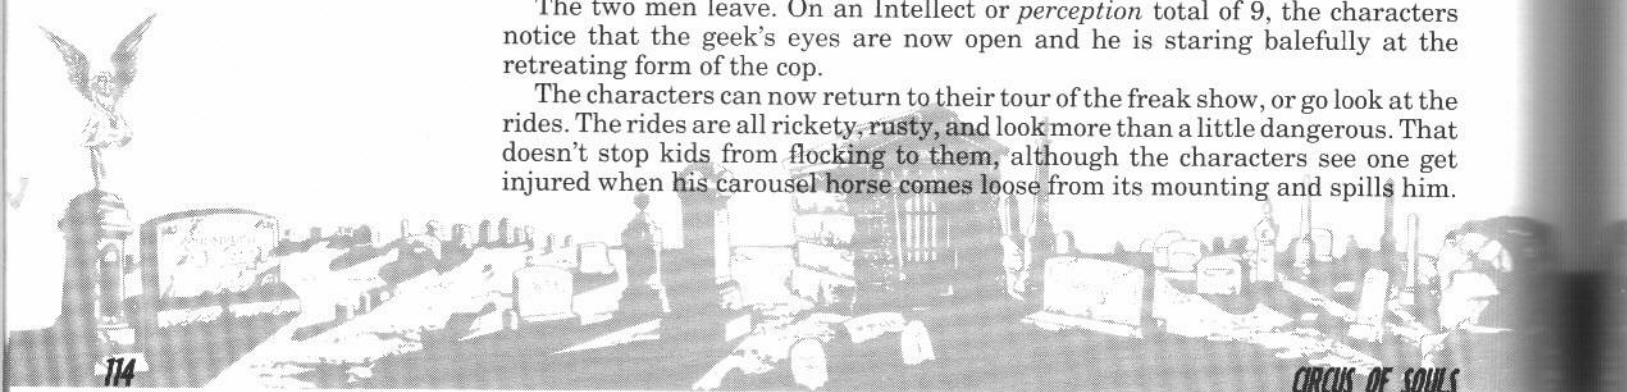 The two men leave. On an Intellect or perception total of 9, the characters
notice that the geek's eyes are now open and he is staring balefully at the
retreating form of the cop.
The characters can now return to their tour of the freak show, or go look at the
rides. The rides are all rickety, rusty, and look more than a little dangerous. That
doesn't stop kids from flocking to them, although the characters see one get
injured when his carousel horse comes loose from its mounting and spills him.
114
CIRCUS OF SOULS